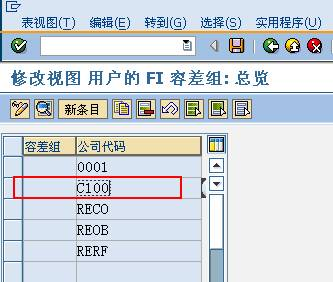 表视图(T) 编辑(E) 转到(G) 选择(S) 实用程序(U)
修改视图 用户的 FI 容差组: 总览
新条目
容差组 公司代码
0001
C100
RECO
REOB
RERF